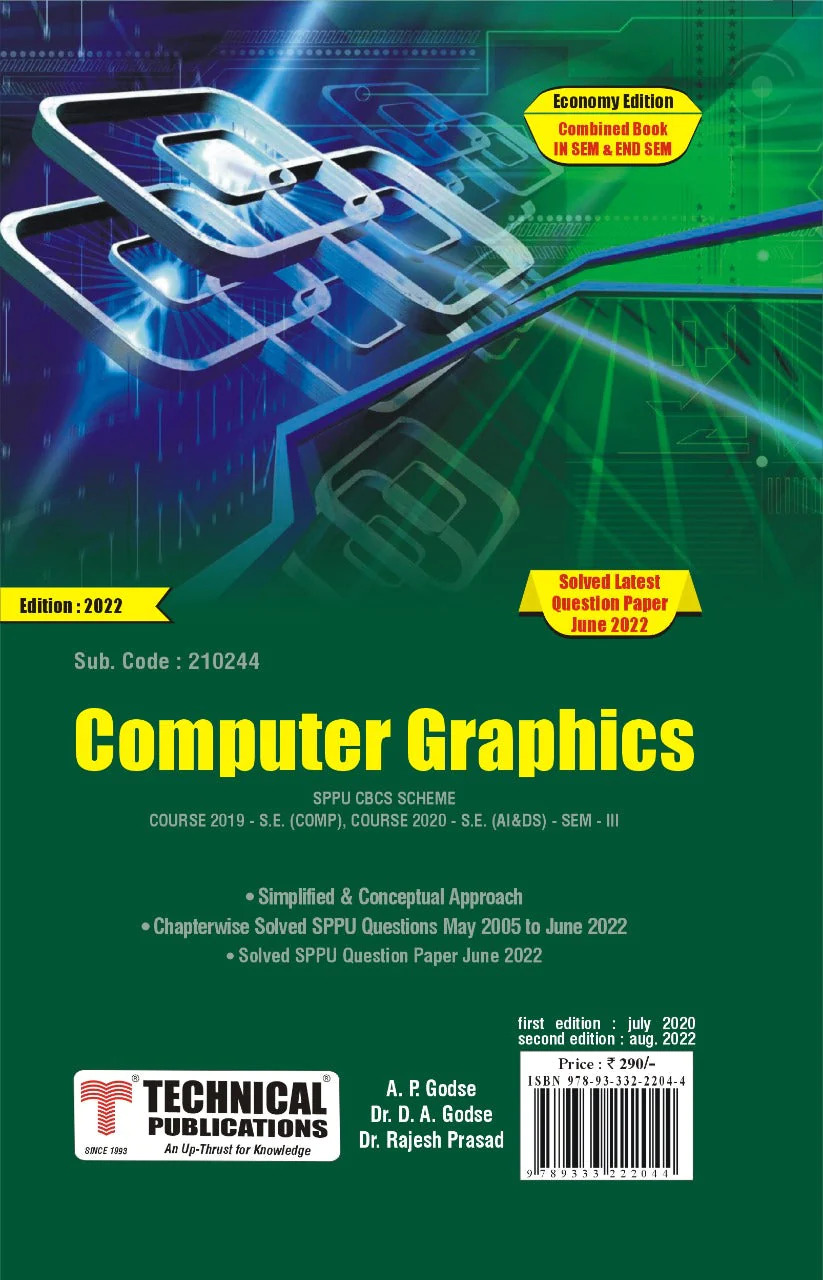 Economy Edition
Combined Book
IN SEM & END SEM
Edition : 2022
Solved Latest
Question Paper
June 2022
Sub. Code : 210244
Computer Graphics
SPPU CBCS SCHEME
COURSE 2019 - S.E. (COMP), COURSE 2020 - S.E. (AI&DS) - SEM - III
• Simplified & Conceptual Approach
• Chapterwise Solved SPPU Questions May 2005 to June 2022
• Solved SPPU Question Paper June 2022
first edition : july 2020
second edition : aug. 2022
Price : ₹ 290/-
ISBN 978-93-332-2204-4
9 789333 222044
T ®
SINCE 1993
TECHNICAL ®
PUBLICATIONS
An Up-Thrust for Knowledge
A. P. Godse
Dr. D. A. Godse
Dr. Rajesh Prasad